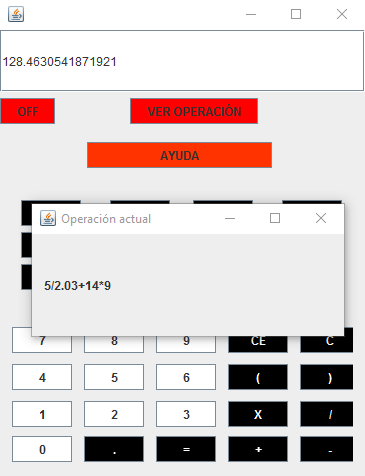 128.4630541871921
OFF VER OPERACIÓN
AYUDA
Operación actual
5/2.03+14*9
7 8 9 CE C
4 5 6 ( )
1 2 3 X /
0 . = + -